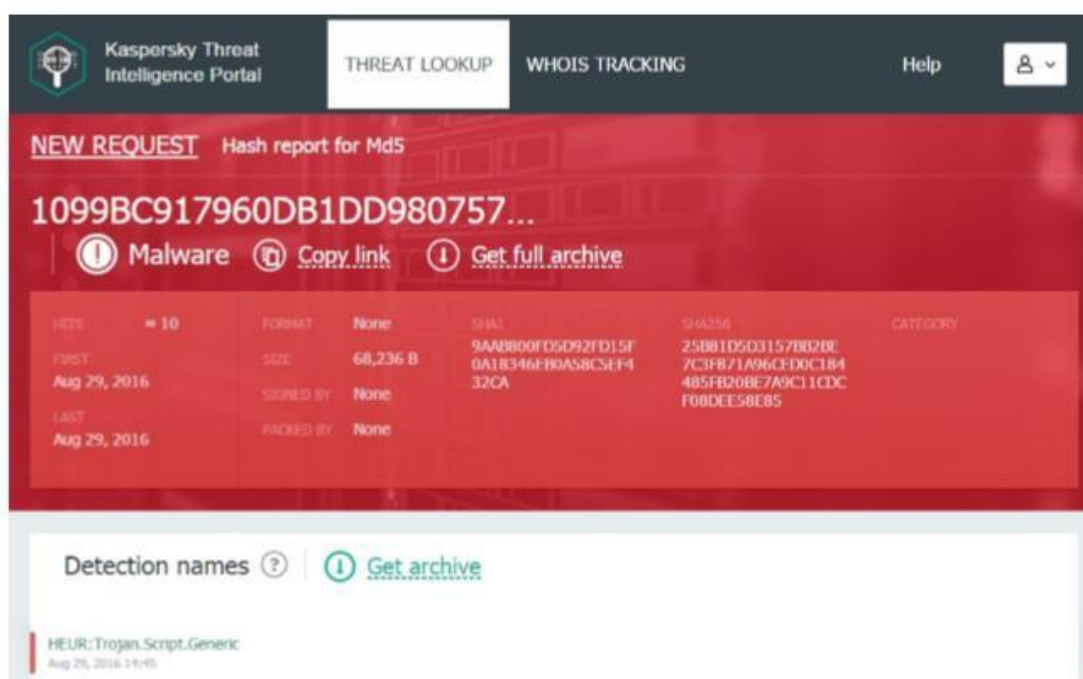 Kaspersky Threat
Intelligence Portal
THREAT LOOKUP
WHOIS TRACKING
Help
NEW REQUEST Hash report for Md5
1099BC917960DB1DD980757...
Malware Copy link Get full archive
HITS ≈ 10
FIRST
Aug 29, 2016
LAST
Aug 29, 2016
FORMAT None
SIZE 68,236 B
SIGNED BY None
PACKED BY None
SHA1
9AAB800FD5D92FD15F
0A18346EB0A58C5EF4
32CA
SHA256
25B81D5D3157BB2BE
7C3FB71A96CED0C184
485FB20BE7A9C11CDC
F08DEE58E85
CATEGORY
Detection names ? Get archive
HEUR:Trojan.Script.Generic
Aug 29, 2016 14:45